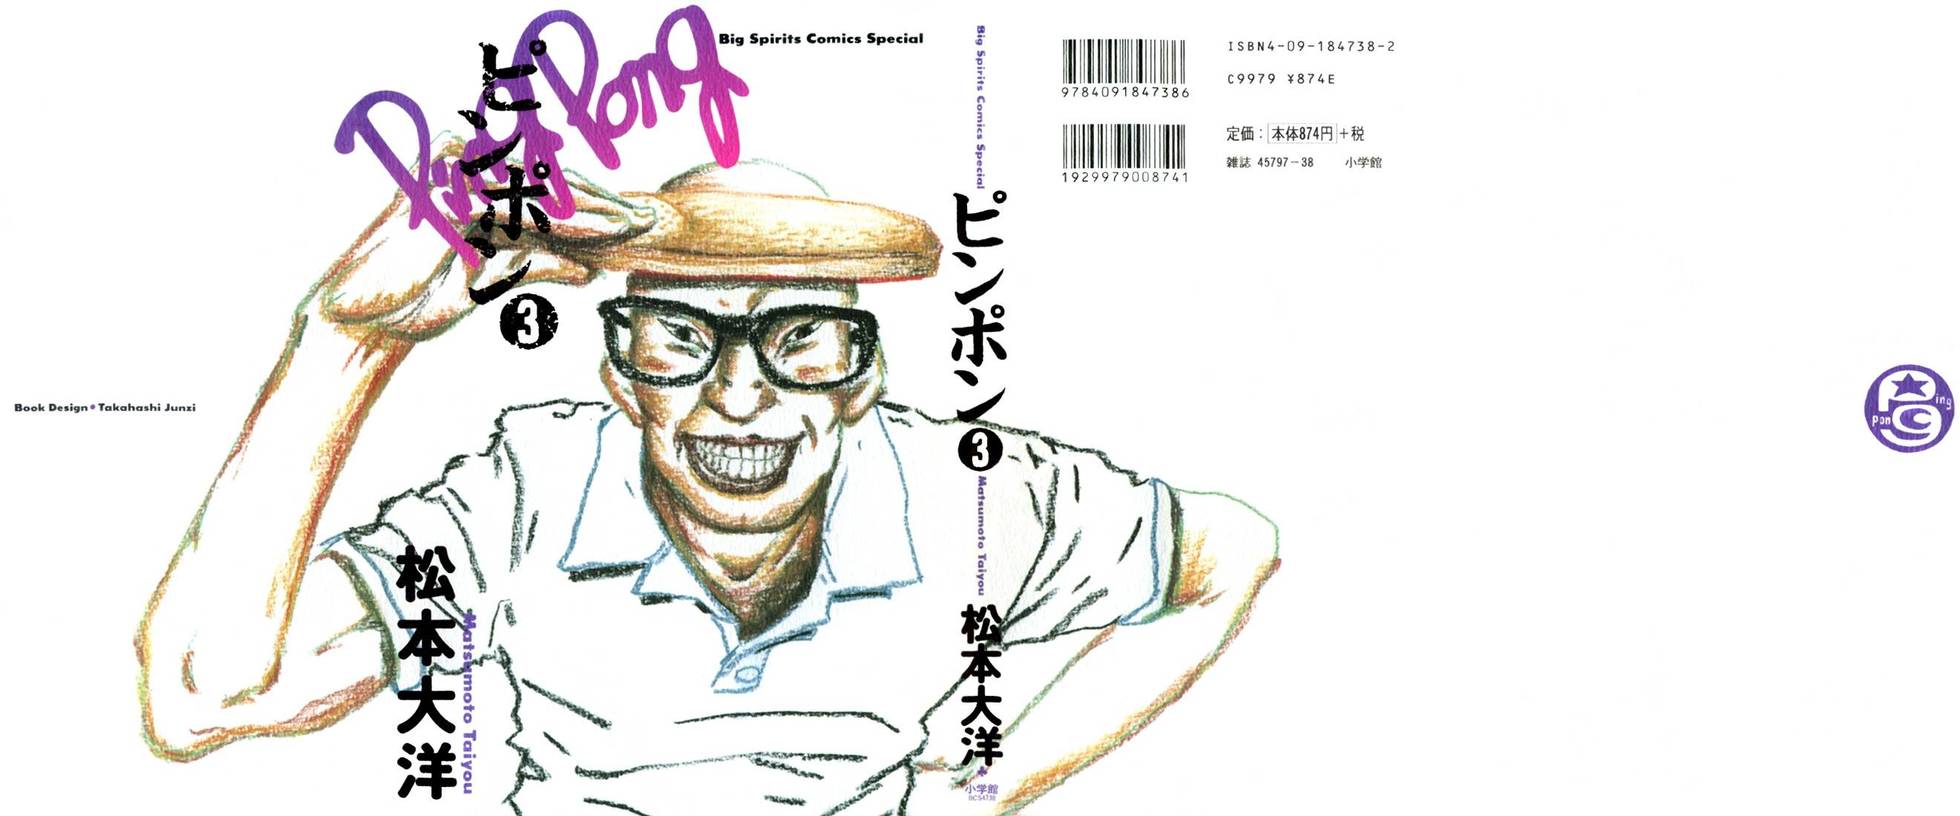 Ping Pong
Big Spirits Comics Special
ピンポン
3
松本大洋
Matsumoto Taiyou
Book Design•Takahashi Junzi
Big Spirits Comics Special
ピンポン
3
Matsumoto Taiyou
松本大洋
小学館
BCS4738
9784091847386
ISBN4-09-184738-2
C9979 ¥874E
1929979008741
定価：本体874円+税
雑誌 45797-38 小学館
Ping
pong